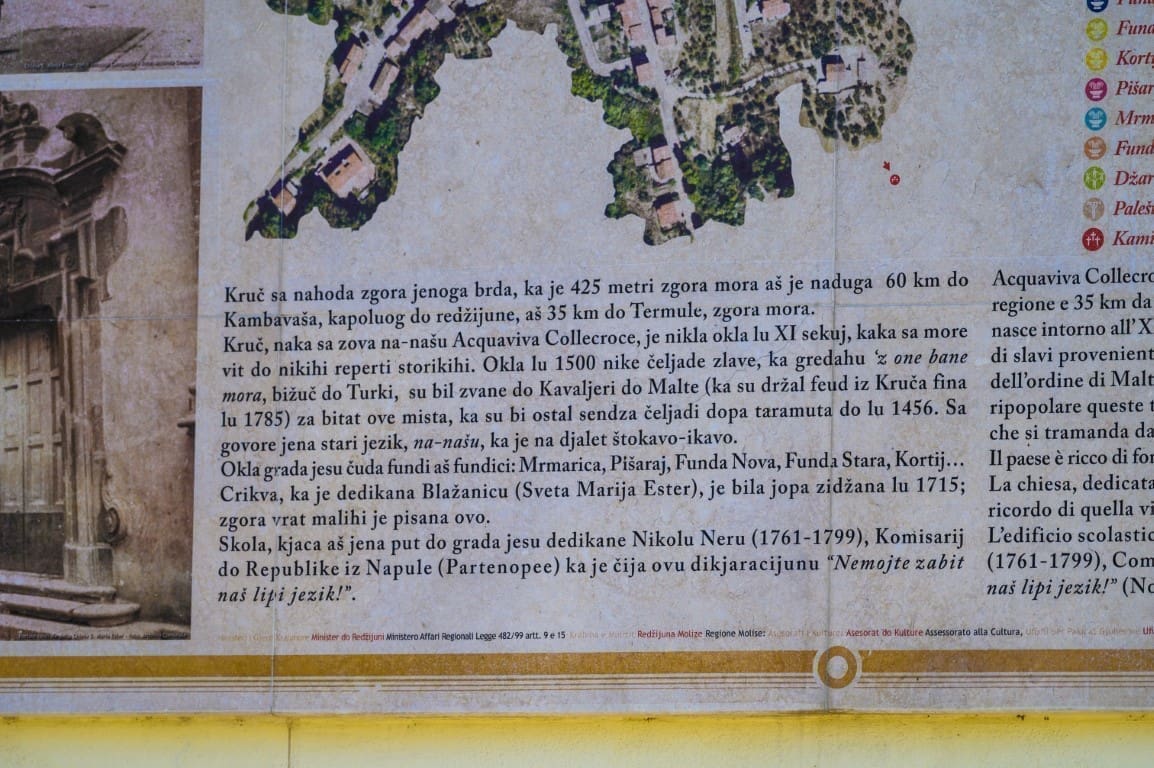 Kruč sa nahoda zgora jenoga brda, ka je 425 metri zgora mora aš je naduga 60 km do
Kambavaša, kapoluog do redžijune, aš 35 km do Termule, zgora mora.
Kruč, naka sa zova na-našu Acquaviva Collecroce, je nikla okla lu XI sekuj, kaka sa more
vit do nikihi reperti storikihi. Okla lu 1500 nike čeljade zlave, ka gredahu ‘z one bane
mora, bižuč do Turki, su bil zvane do Kavaljeri do Malte (ka su držal feud iz Kruča fina
lu 1785) za bitat ove mista, ka su bi ostal sendza čeljadi dopa taramuta do lu 1456. Sa
govore jena stari jezik, na-našu, ka je na djalet štokavo-ikavo.
Okla grada jesu čuda fundi aš fundici: Mrmarica, Pišaraj, Funda Nova, Funda Stara, Kortij...
Crikva, ka je dedikana Blažanicu (Sveta Marija Ester), je bila jopa zidžana lu 1715;
zgora vrat malihi je pisana ovo.
Skola, kjaca aš jena put do grada jesu dedikane Nikolu Neru (1761-1799), Komisarij
do Republike iz Napule (Partenopee) ka je čija ovu dikjaracijunu “Nemojte zabit
naš lipi jezik!”.
Acquaviva Collecro
regione e 35 km da
nasce intorno all’X
di slavi provenient
dell’ordine di Malt
ripopolare queste t
che si tramanda da
Il paese è ricco di fon
La chiesa, dedicata
ricordo di quella vi
L’edificio scolastic
(1761-1799), Com
naš lipi jezik!” (No
Fund
Kortij
Pišar
Mrm
Fund
Džar
Palešt
Kami
Minister do Redžijuni Ministero Affari Regionali Legge 482/99 artt. 9 e 15 Redžijuna Molize Regione Molise: Asesorat do Kulture Assessorato alla Cultura,